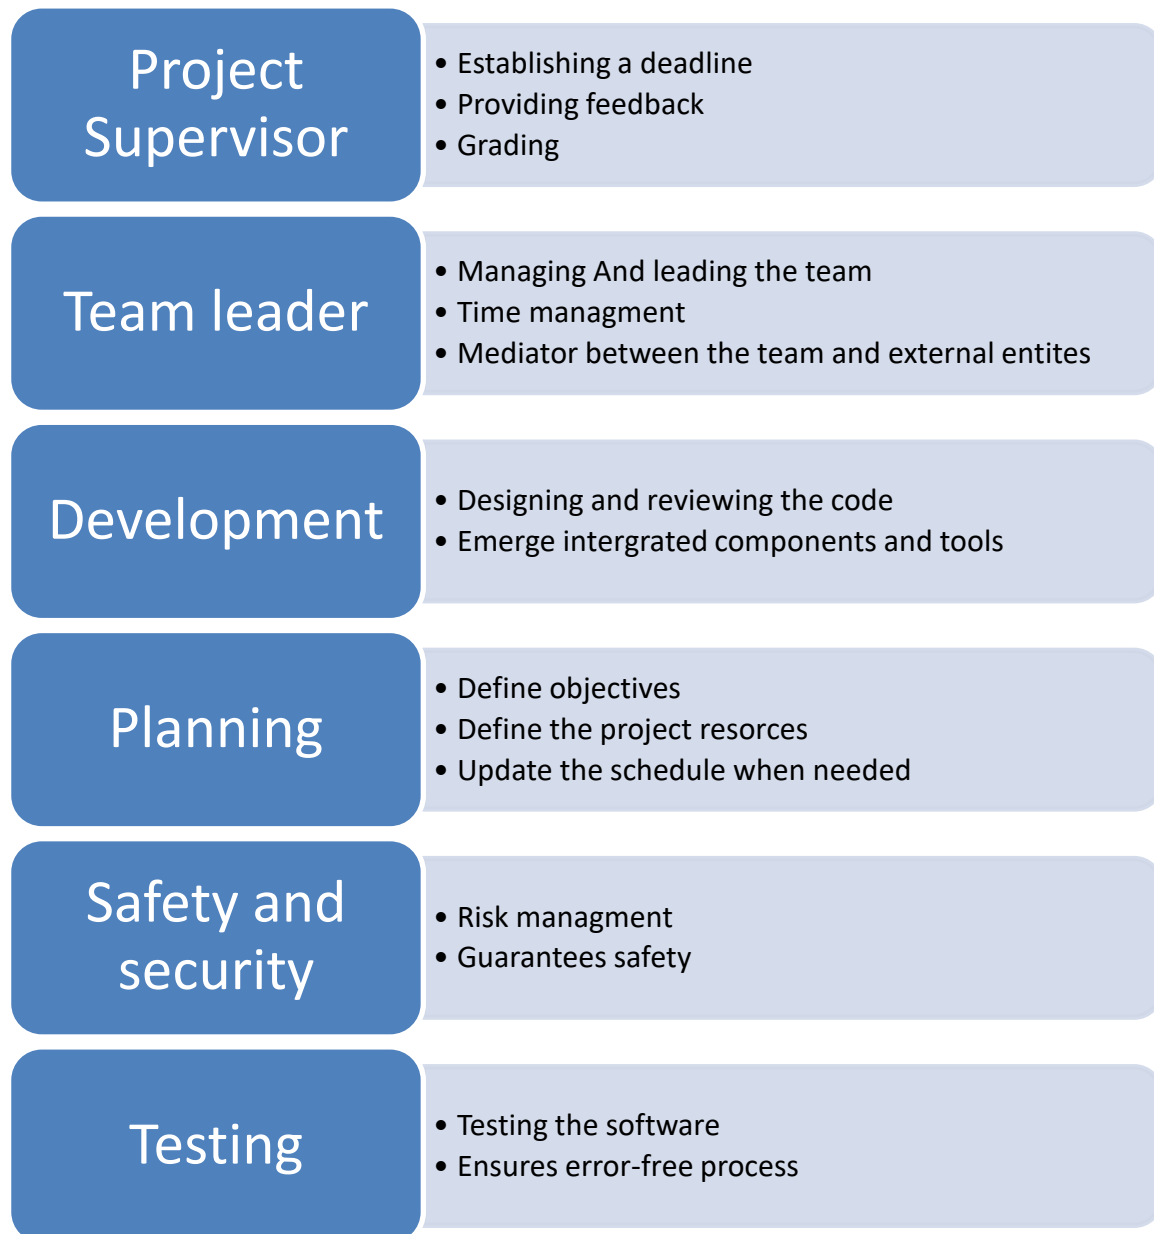 Project
Supervisor
• Establishing a deadline
• Providing feedback
• Grading
Team leader
• Managing And leading the team
• Time managment
• Mediator between the team and external entites
Development
• Designing and reviewing the code
• Emerge intergrated components and tools
Planning
• Define objectives
• Define the project resorces
• Update the schedule when needed
Safety and
security
• Risk managment
• Guarantees safety
Testing
• Testing the software
• Ensures error-free process